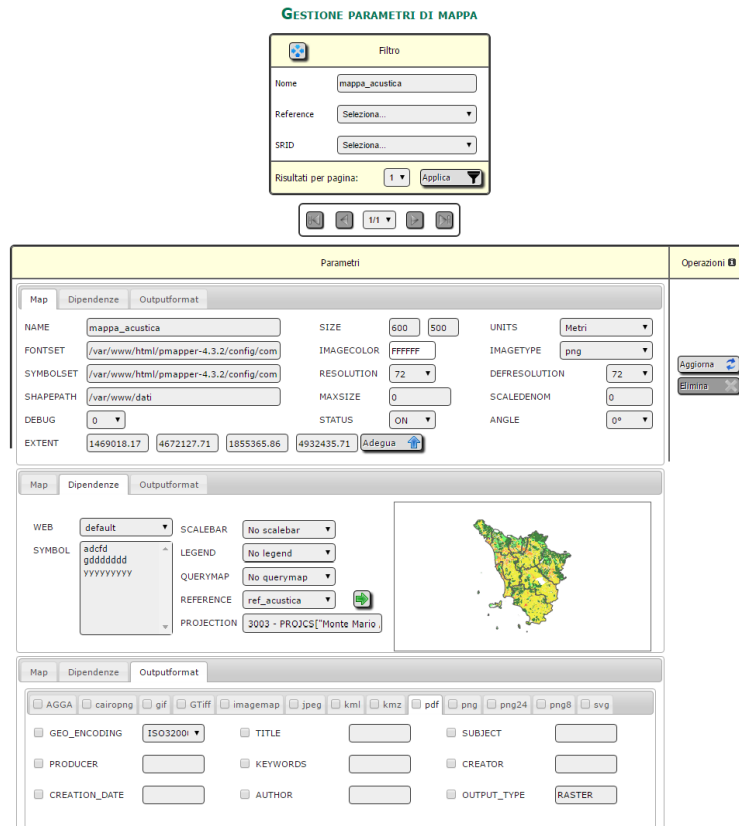 GESTIONE PARAMETRI DI MAPPA
Filtro
Nome mappa_acustica
Reference Seleziona...
SRID Seleziona...
Risultati per pagina: 1 Applica
1/1
Parametri Operazioni
Map Dipendenze Outputformat
NAME mappa_acustica SIZE 600 500 UNITS Metri
FONTSET /var/www/html/pmapper-4.3.2/config/com IMAGECOLOR FFFFFF IMAGETYPE png
SYMBOLSET /var/www/html/pmapper-4.3.2/config/com RESOLUTION 72 DEFRESOLUTION 72
SHAPEPATH /var/www/dati MAXSIZE 0 SCALEDENOM 0
DEBUG 0 STATUS ON ANGLE 0°
EXTENT 1469018.17 4672127.71 1855365.86 4932435.71 Adegua
Aggiorna
Elimina
Map Dipendenze Outputformat
WEB default SCALEBAR No scalebar
SYMBOL adcfd LEGEND No legend
gddddddd
yyyyyyyyy QUERYMAP No querymap
REFERENCE ref_acustica
PROJECTION 3003 - PROJCS["Monte Mario
Map Dipendenze Outputformat
AGGA cairopng gif GTiff imagemap jpeg kml kmz pdf png png24 png8 svg
GEO_ENCODING ISO3200 TITLE SUBJECT
PRODUCER KEYWORDS CREATOR
CREATION_DATE AUTHOR OUTPUT_TYPE RASTER